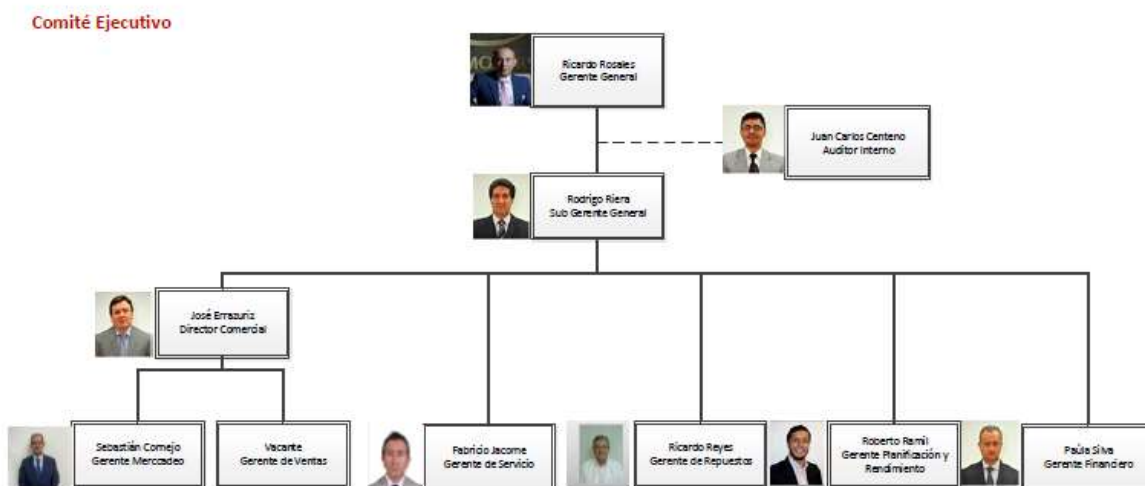 Comité Ejecutivo
Ricardo Rosales
Gerente General
Juan Carlos Centeno
Auditor Interno
Rodrigo Riera
Sub Gerente General
José Errazuriz
Director Comercial
Sebastián Cornejo
Gerente Merccadeo
Vacante
Gerente de Ventas
Fabricio Jacome
Gerente de Servicio
Ricardo Reyes
Gerente de Repuestos
Roberto Ramil
Gerente Planificación y
Rendimiento
Paúla Silva
Gerente Financiero